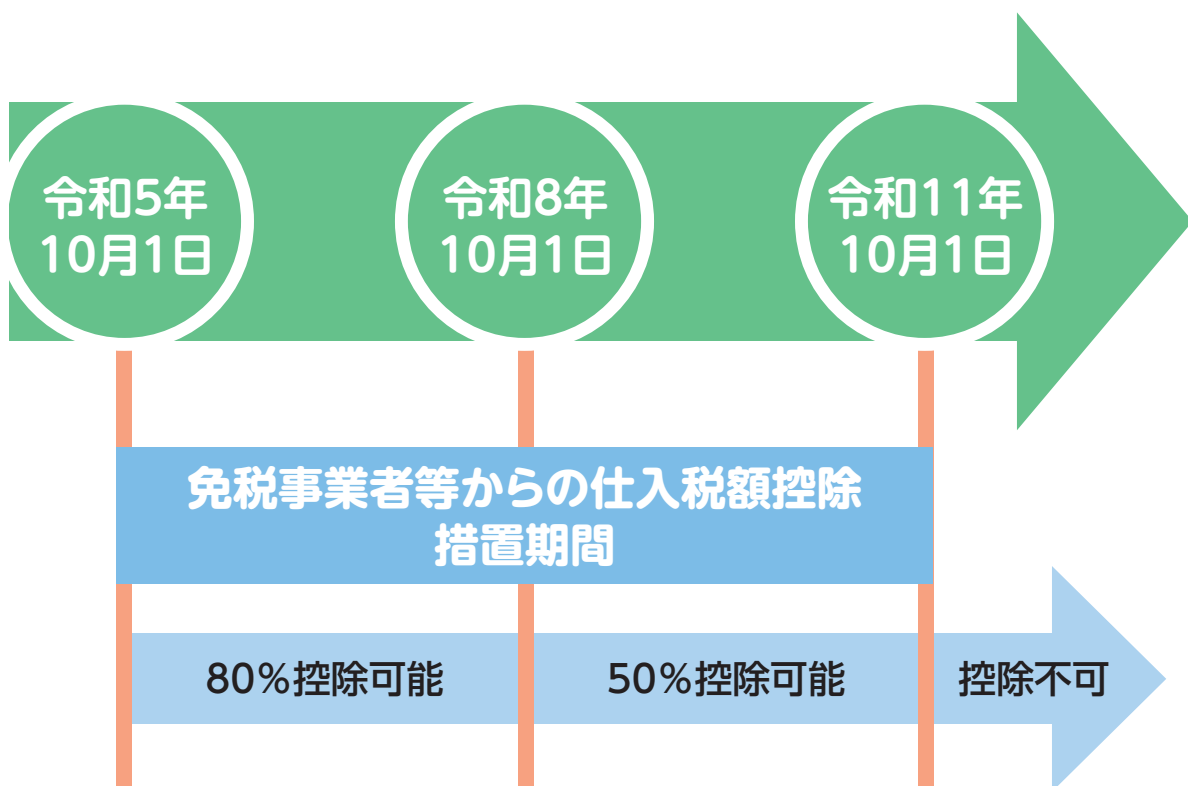 令和5年
10月1日
令和8年
10月1日
令和11年
10月1日
免税事業者等からの仕入税額控除
措置期間
80%控除可能
50%控除可能
控除不可